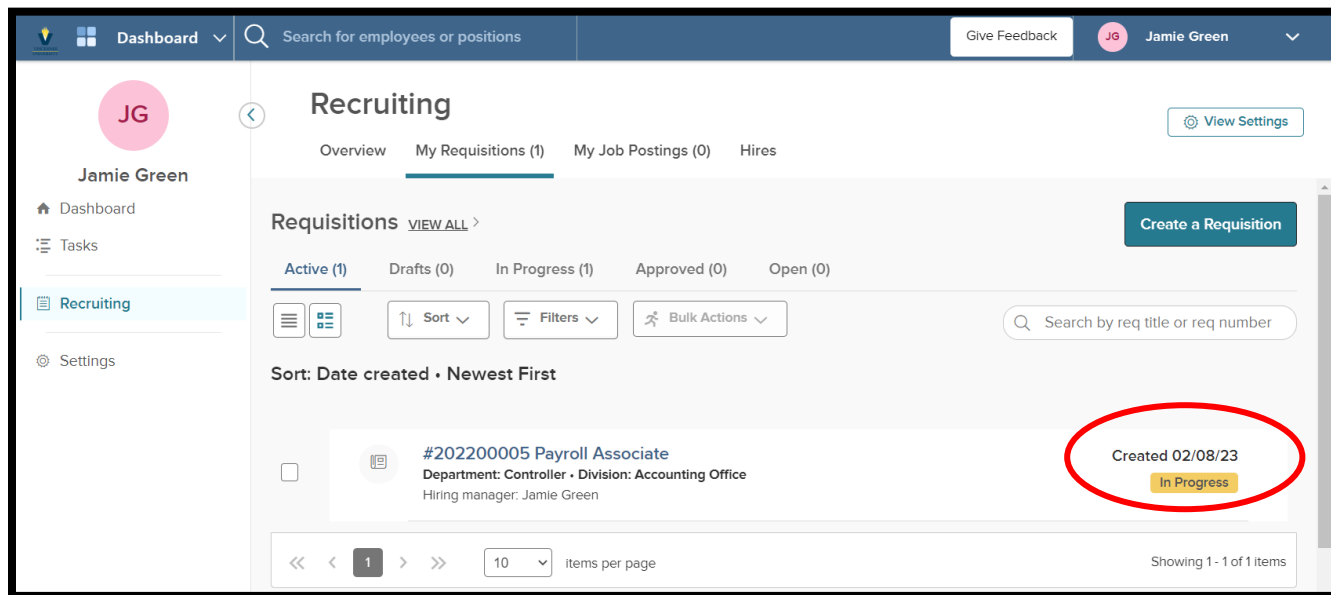 Dashboard
Search for employees or positions
Give Feedback
JG
Jamie Green
JG
Jamie Green
Dashboard
Tasks
Recruiting
Settings
Recruiting
View Settings
Overview My Requisitions (1) My Job Postings (0) Hires
Requisitions VIEW ALL >
Create a Requisition
Active (1) Drafts (0) In Progress (1) Approved (0) Open (0)
Sort Filters Bulk Actions
Search by req title or req number
Sort: Date created • Newest First
#202200005 Payroll Associate
Department: Controller • Division: Accounting Office
Hiring manager: Jamie Green
Created 02/08/23
In Progress
1 10 items per page
Showing 1 - 1 of 1 items